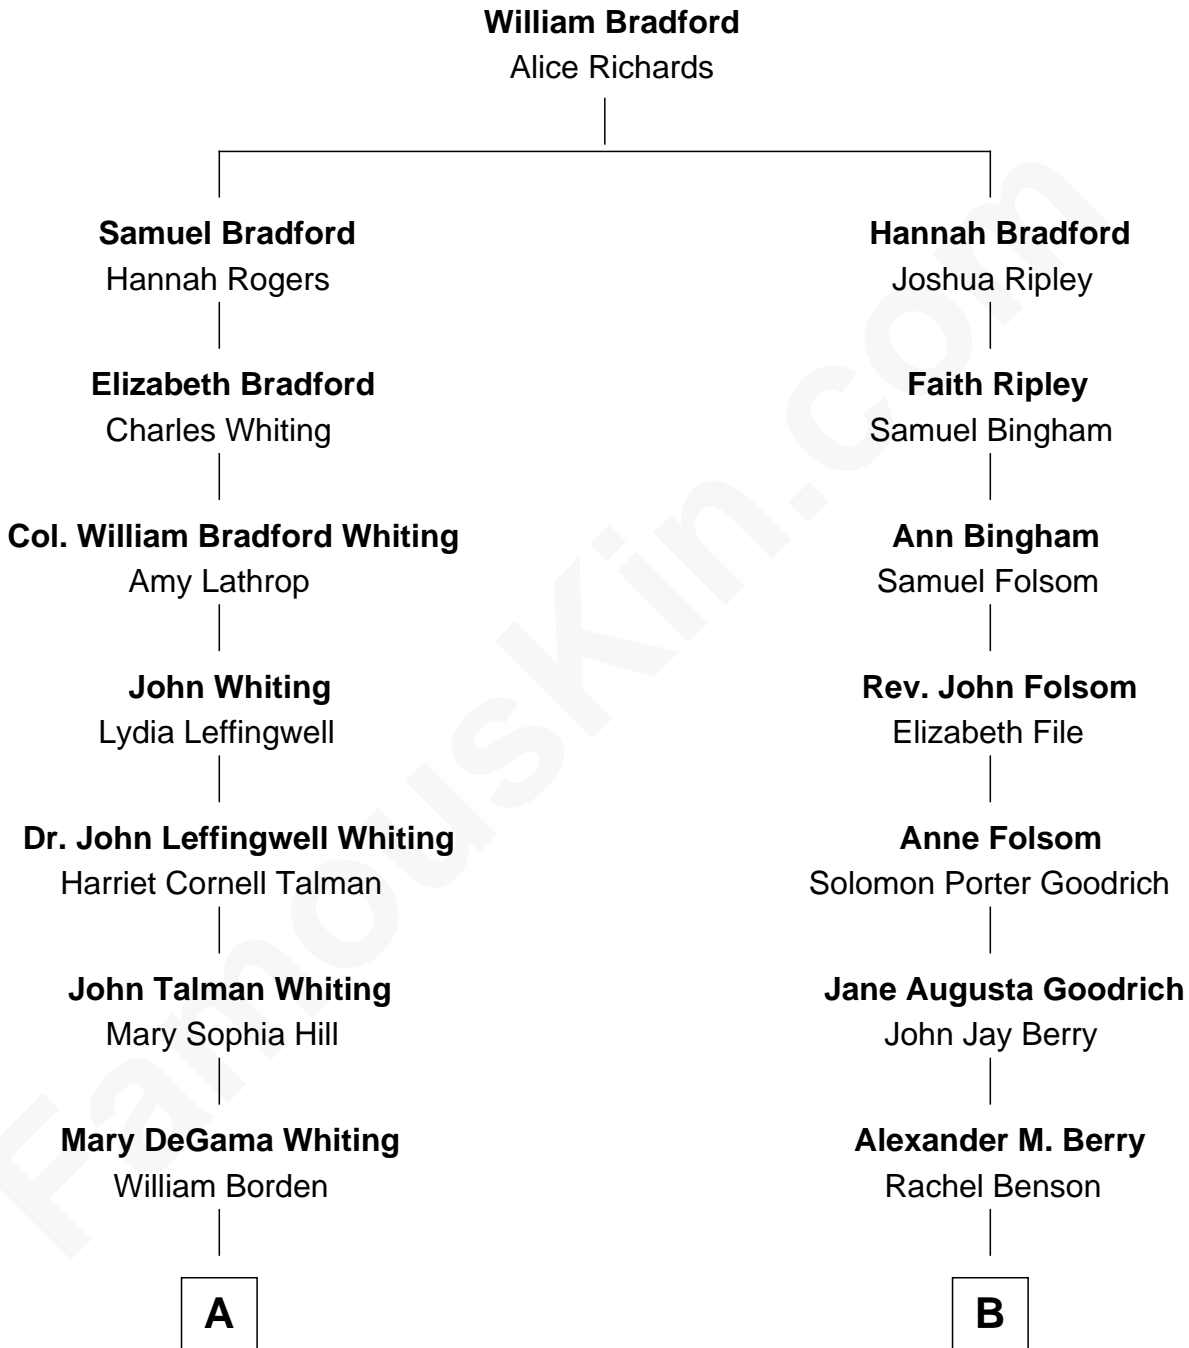 William Bradford
Alice Richards
Samuel Bradford
Hannah Rogers
Elizabeth Bradford
Charles Whiting
Col. William Bradford Whiting
Amy Lathrop
John Whiting
Lydia Leffingwell
Dr. John Leffingwell Whiting
Harriet Cornell Talman
John Talman Whiting
Mary Sophia Hill
Mary DeGama Whiting
William Borden
A
Hannah Bradford
Joshua Ripley
Faith Ripley
Samuel Bingham
Ann Bingham
Samuel Folsom
Rev. John Folsom
Elizabeth File
Anne Folsom
Solomon Porter Goodrich
Jane Augusta Goodrich
John Jay Berry
Alexander M. Berry
Rachel Benson
B
FamousKin.com